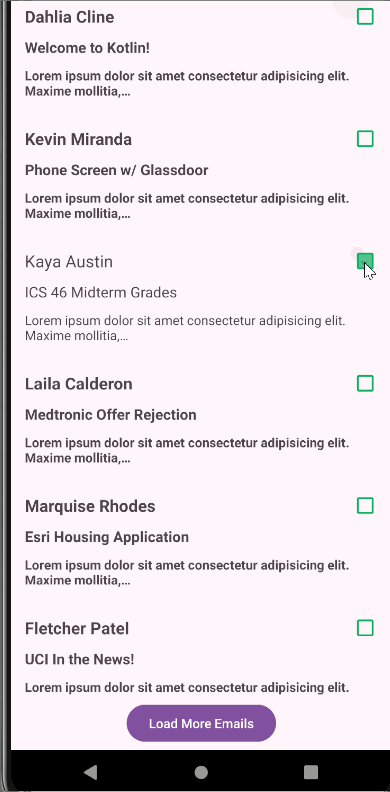 Dahlia Cline
Welcome to Kotlin!
Lorem ipsum dolor sit amet consectetur adipisicing elit.
Maxime mollitia,...
Kevin Miranda
Phone Screen w/ Glassdoor
Lorem ipsum dolor sit amet consectetur adipisicing elit.
Maxime mollitia,...
Kaya Austin
ICS 46 Midterm Grades
Lorem ipsum dolor sit amet consectetur adipisicing elit.
Maxime mollitia,...
Laila Calderon
Medtronic Offer Rejection
Lorem ipsum dolor sit amet consectetur adipisicing elit.
Maxime mollitia,...
Marquise Rhodes
Esri Housing Application
Lorem ipsum dolor sit amet consectetur adipisicing elit.
Maxime mollitia,...
Fletcher Patel
UCI In the News!
Lorem ipsum dolor sit amet consectetur adipisicing elit.
Load More Emails